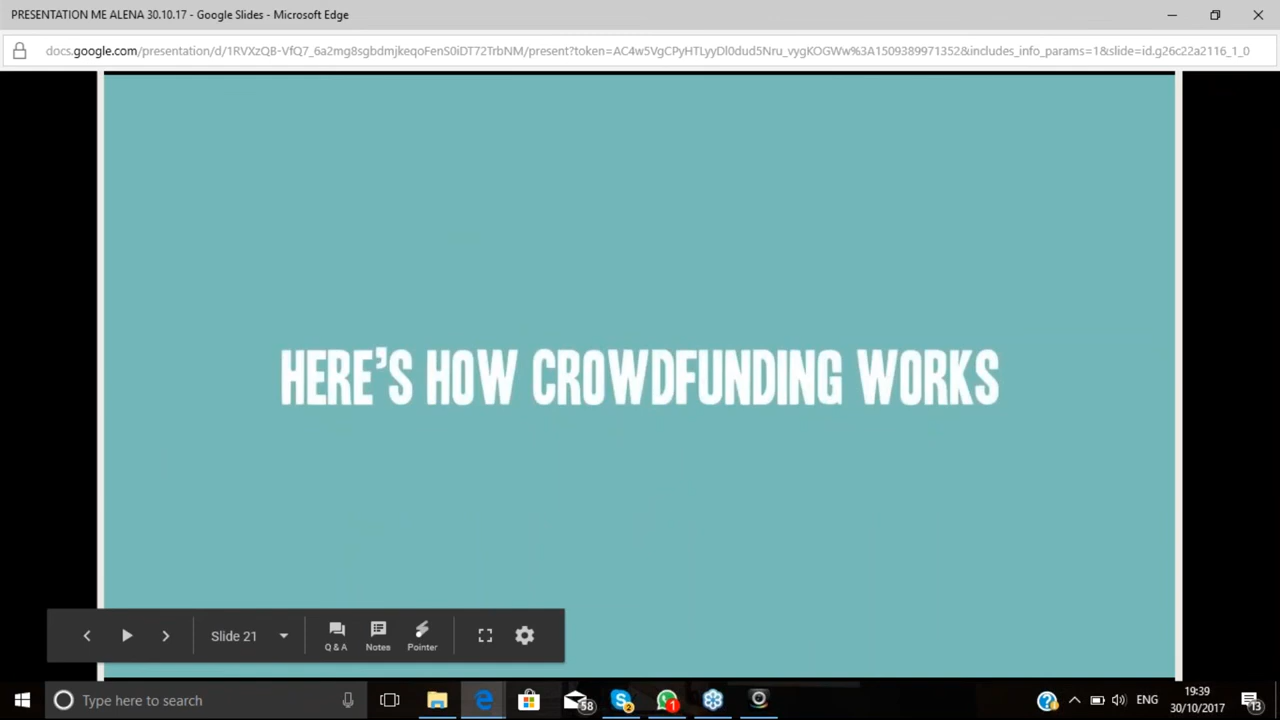 PRESENTATION ME ALENA 30.10.17 - Google Slides - Microsoft Edge
docs.google.com/presentation/d/1RVXzQB-VfQ7_6a2mg8sgbdmjkeqoFenS0iDT72TrbNM/present?token=AC4w5VgCPyHTLyyDl0dud5Nru_vygKOGWw%3A1509389971352&includes_info_params=1&slide=id.g26c22a2116_1_0
HERE'S HOW CROWDFUNDING WORKS
Slide 21
Q & A
Notes
Pointer
Type here to search
58
2
1
ENG
19:39
30/10/2017
13